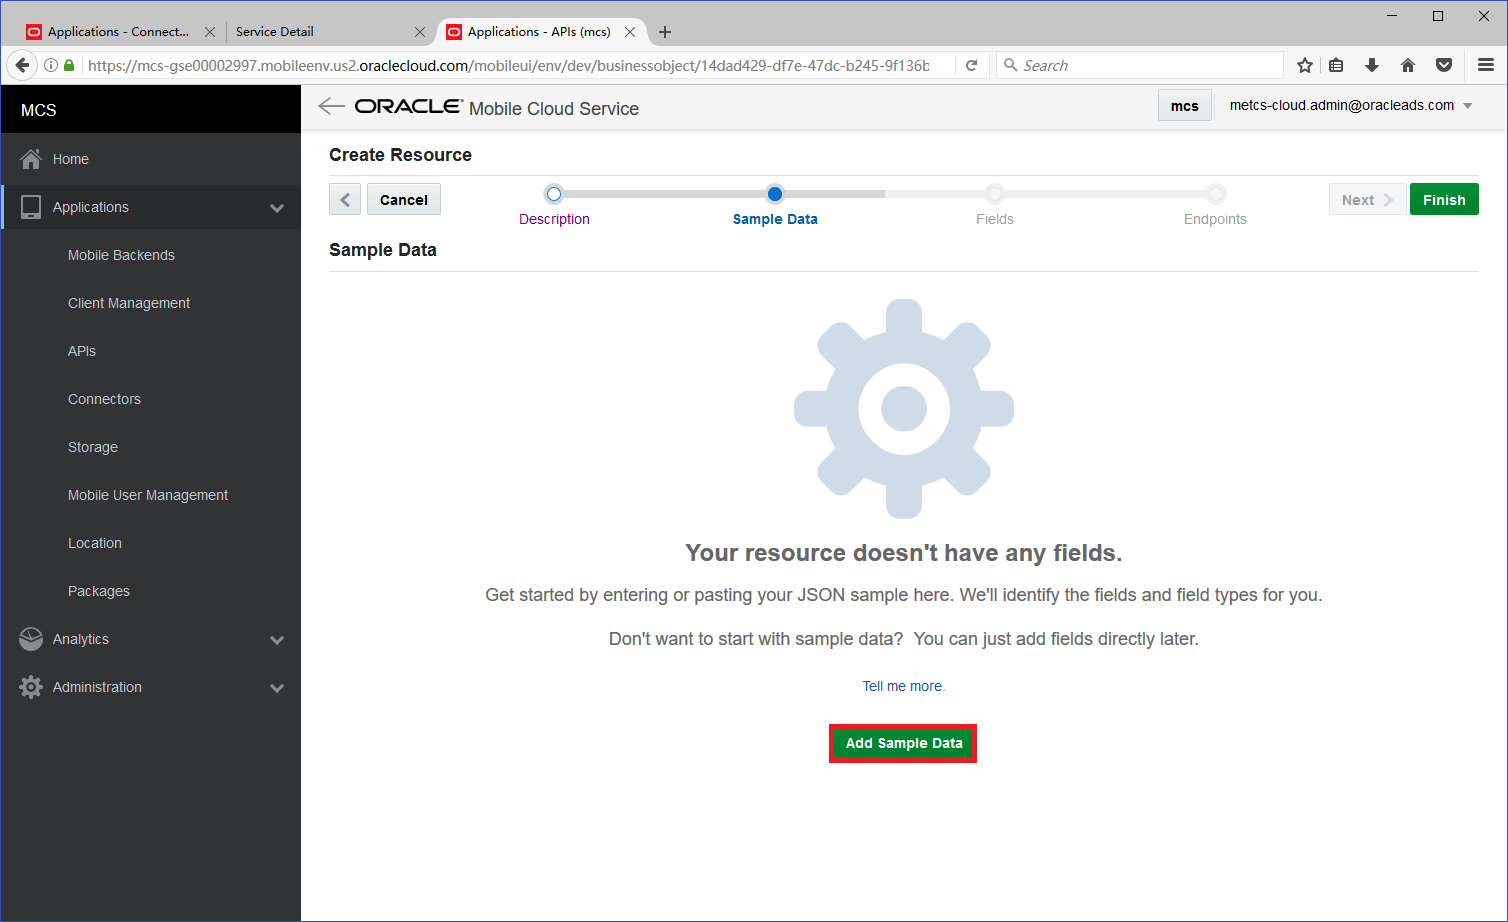 Applications - Connect...
Service Detail
Applications - APIs (mcs)
https://mcs-gse00002997.mobileenv.us2.oraclecloud.com/mobileui/env/dev/businessobject/14dad429-df7e-47dc-b245-9f136b
Search
MCS
ORACLE Mobile Cloud Service
mcs
metcs-cloud.admin@oracleads.com
Home
Applications
Mobile Backends
Client Management
APIs
Connectors
Storage
Mobile User Management
Location
Packages
Analytics
Administration
Create Resource
Cancel
Description
Sample Data
Fields
Endpoints
Next
Finish
Sample Data
Your resource doesn't have any fields.
Get started by entering or pasting your JSON sample here. We'll identify the fields and field types for you.
Don't want to start with sample data? You can just add fields directly later.
Tell me more.
Add Sample Data